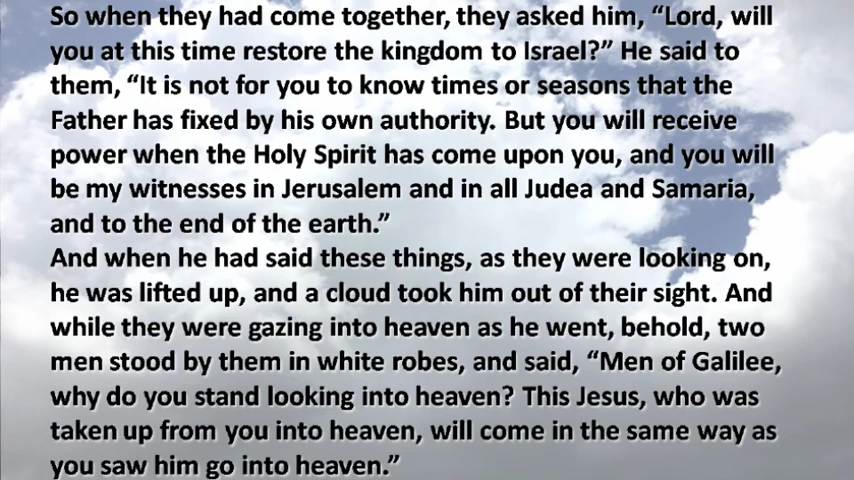 So when they had come together, they asked him, “Lord, will
you at this time restore the kingdom to Israel?” He said to
them, “It is not for you to know times or seasons that the
Father has fixed by his own authority. But you will receive
power when the Holy Spirit has come upon you, and you will
be my witnesses in Jerusalem and in all Judea and Samaria,
and to the end of the earth.”
And when he had said these things, as they were looking on,
he was lifted up, and a cloud took him out of their sight. And
while they were gazing into heaven as he went, behold, two
men stood by them in white robes, and said, “Men of Galilee,
why do you stand looking into heaven? This Jesus, who was
taken up from you into heaven, will come in the same way as
you saw him go into heaven.”